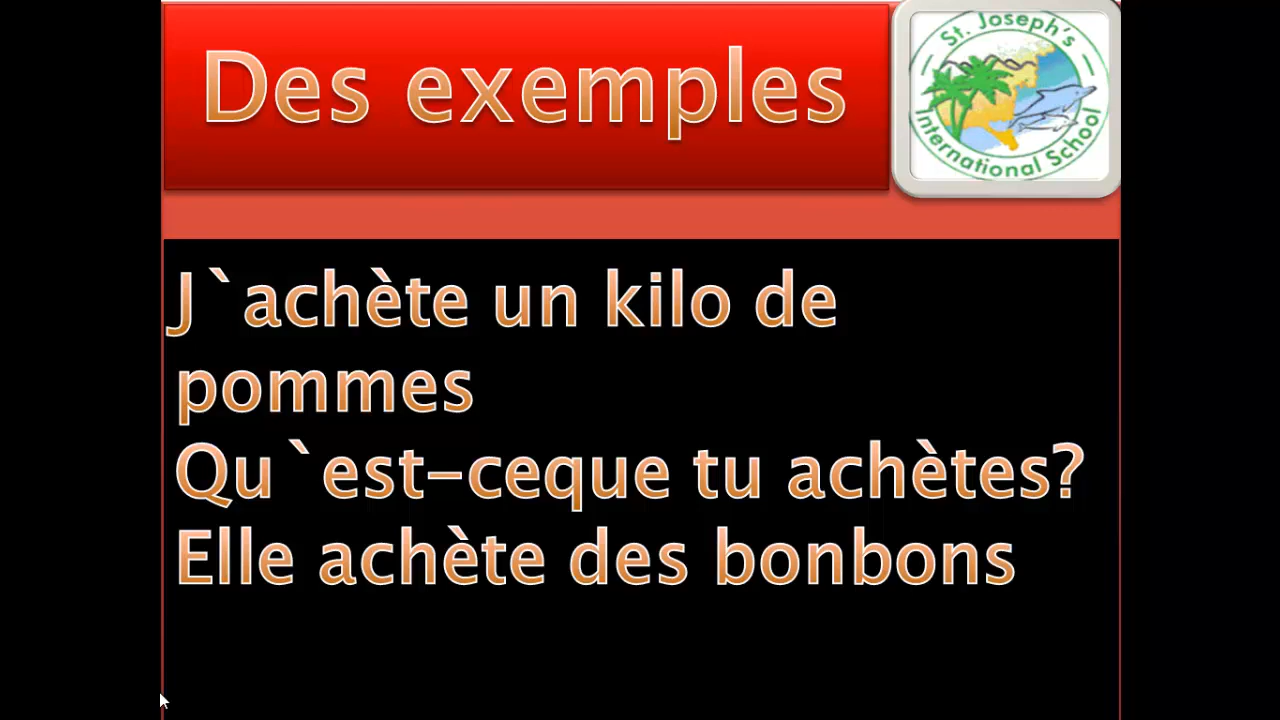 Des exemples
St. Joseph's
International School
J`achète un kilo de
pommes
Qu`est-ceque tu achètes?
Elle achète des bonbons